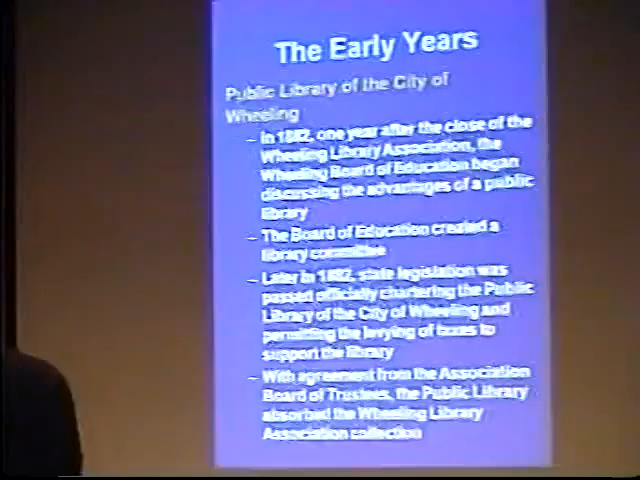 The Early Years
Public Library of the City of
Wheeling
– In 1882, one year after the close of the
Wheeling Library Association, the
Wheeling Board of Education began
discussing the advantages of a public
library
– The Board of Education created a
library committee
– Later in 1882, state legislation was
passed officially chartering the Public
Library of the City of Wheeling and
permitting the levying of taxes to
support the library
– With agreement from the Association
Board of Trustees, the Public Library
absorbed the Wheeling Library
Association collection